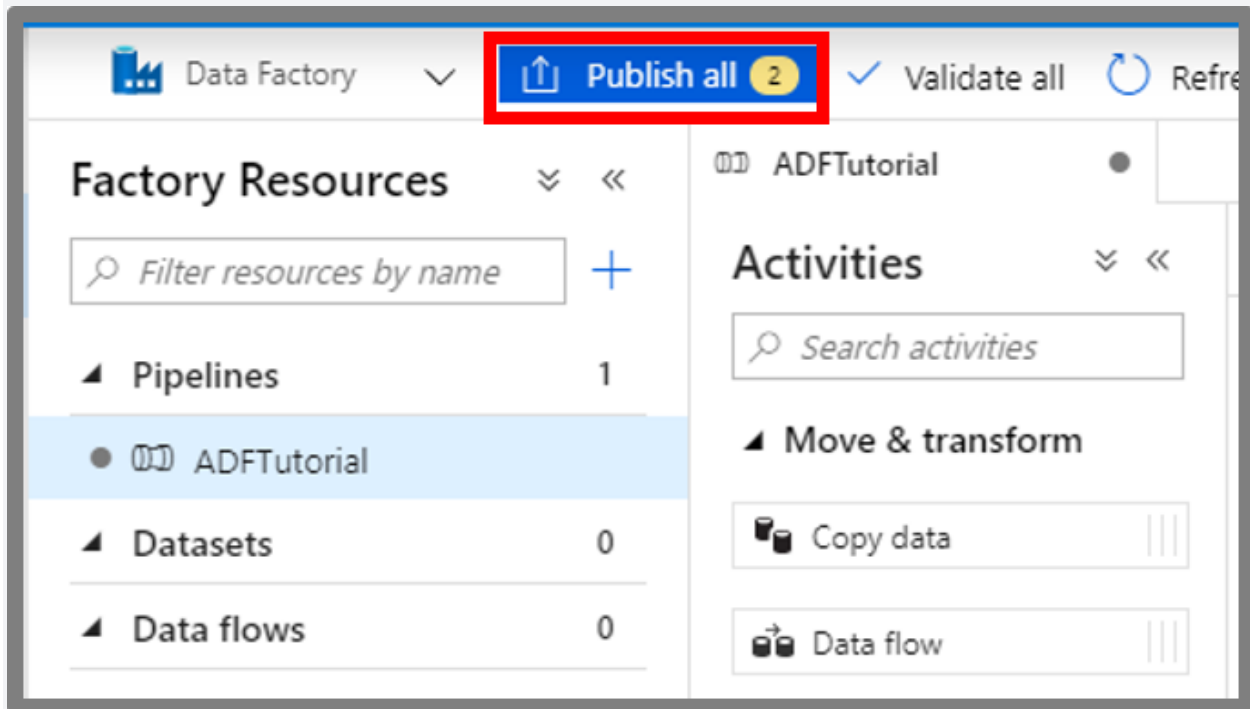 Data Factory
Publish all 2
Validate all
Refre
Factory Resources
Filter resources by name
Pipelines 1
ADFTutorial
Datasets 0
Data flows 0
ADFTutorial
Activities
Search activities
Move & transform
Copy data
Data flow